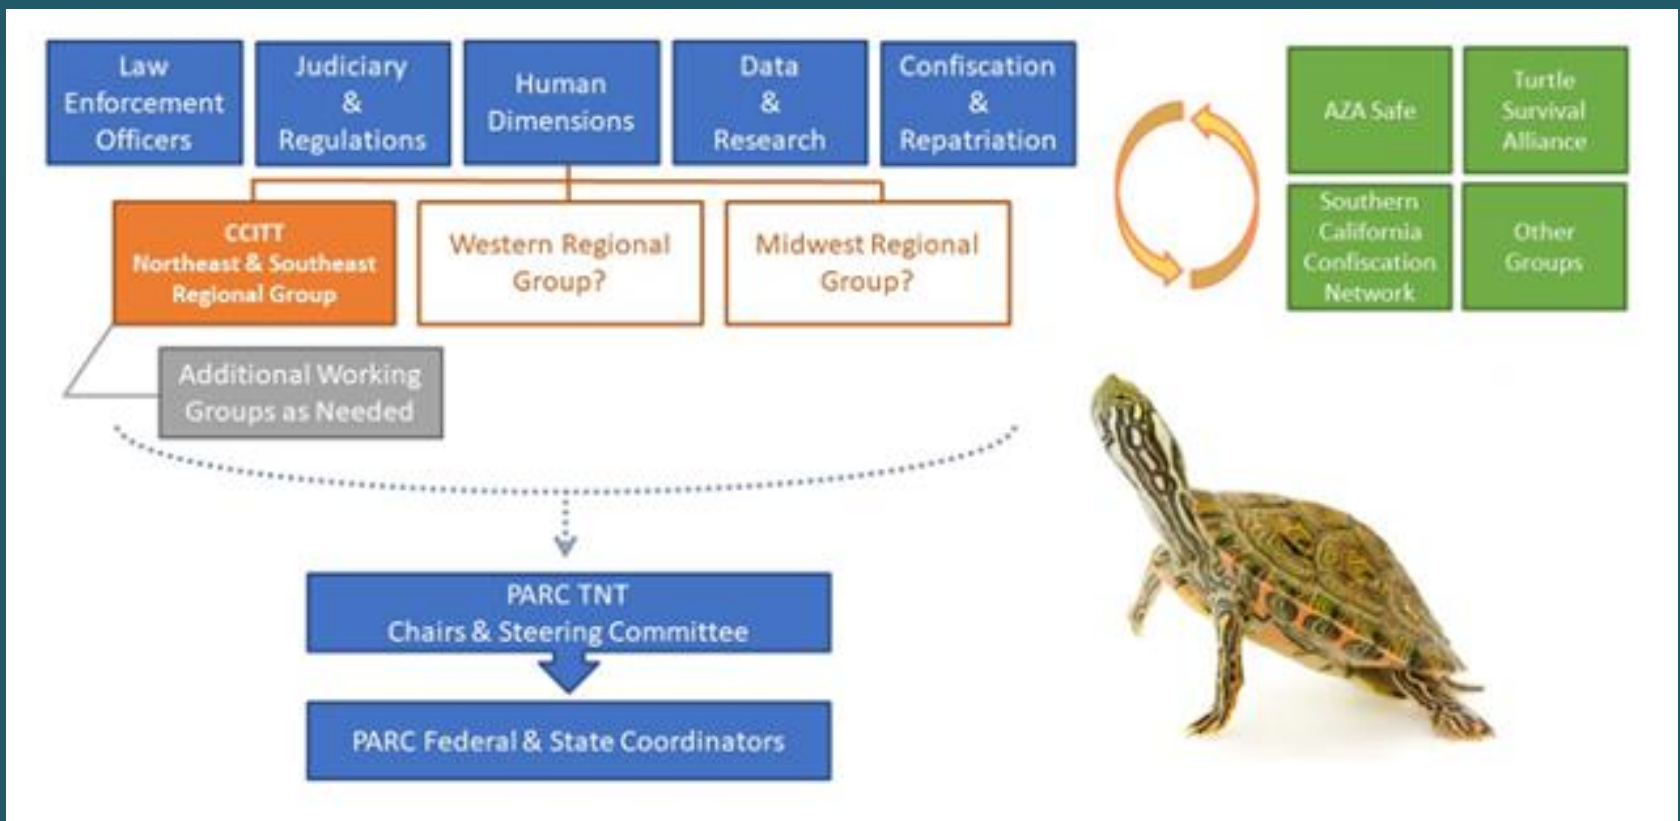 Law
Enforcement
Officers
Judiciary
&
Regulations
Human
Dimensions
Data
&
Research
Confiscation
&
Repatriation
AZA Safe
Turtle
Survival
Alliance
Southern
California
Confiscation
Network
Other
Groups
CCITT
Northeast & Southeast
Regional Group
Western Regional
Group?
Midwest Regional
Group?
Additional Working
Groups as Needed
PARC TNT
Chairs & Steering Committee
PARC Federal & State Coordinators